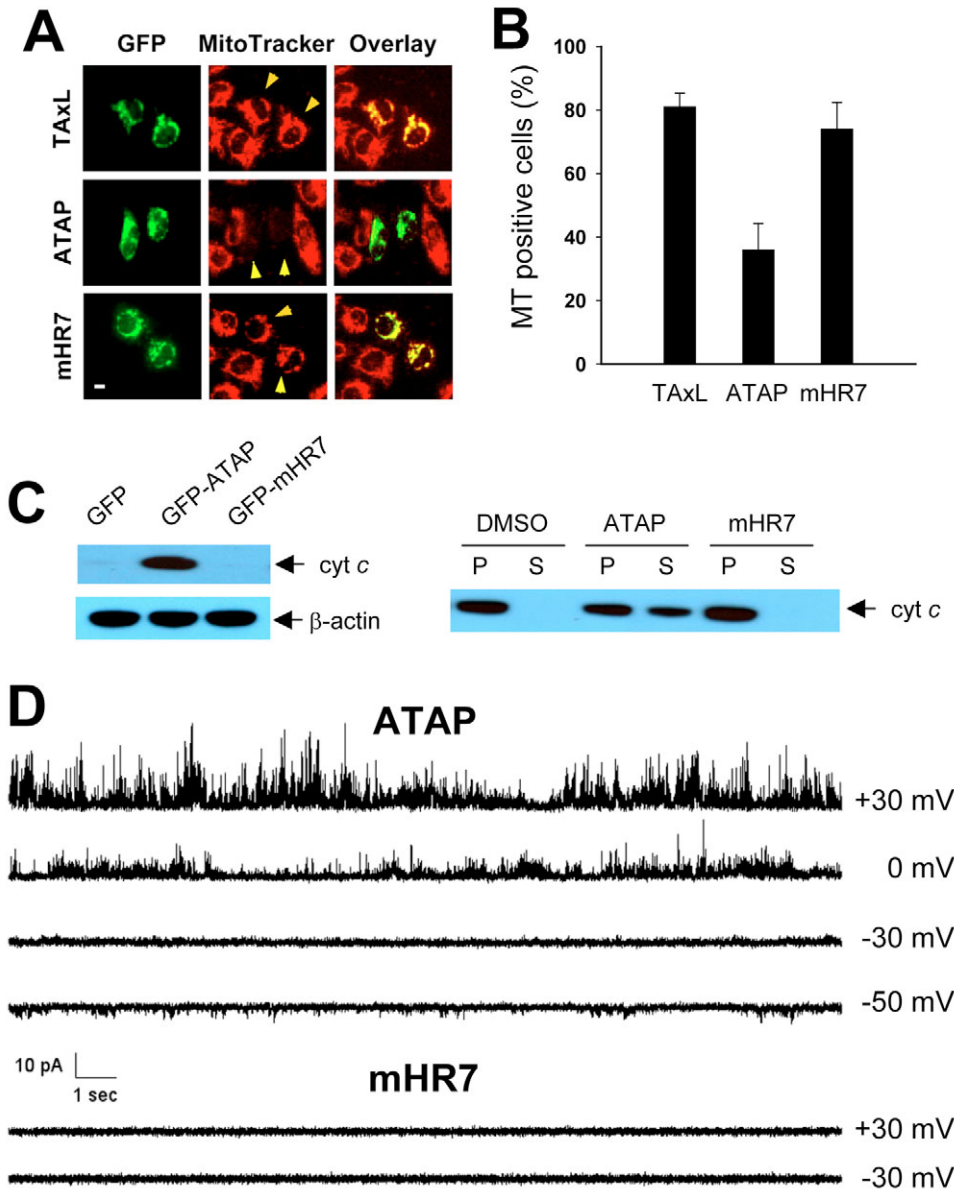 A
GFP MitoTracker Overlay
TAxL
ATAP
mHR7
B
MT positive cells (%)
100
80
60
40
20
0
TAxL ATAP mHR7
C
GFP
GFP-ATAP
GFP-mHR7
cyt c
β-actin
DMSO ATAP mHR7
P S P S P S
cyt c
D
ATAP
+30 mV
0 mV
-30 mV
-50 mV
10 pA
1 sec
mHR7
+30 mV
-30 mV